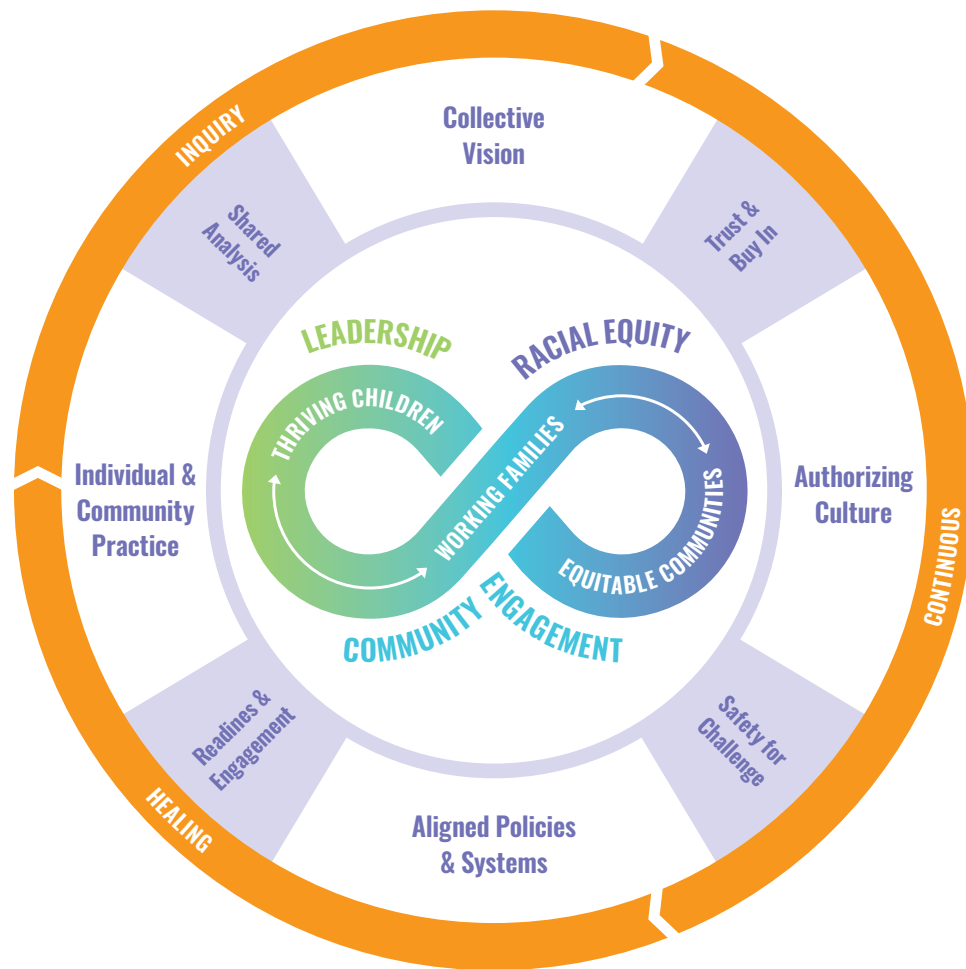 INQUIRY
Collective
Vision
Shared
Analysis
Trust &
Buy In
LEADERSHIP
RACIAL EQUITY
THRIVING CHILDREN
WORKING FAMILIES
EQUITABLE COMMUNITIES
Individual &
Community
Practice
Authorizing
Culture
CONTINUOUS
COMMUNITY
ENGAGEMENT
Readines &
Engagement
Safety for
Challenge
HEALING
Aligned Policies
& Systems